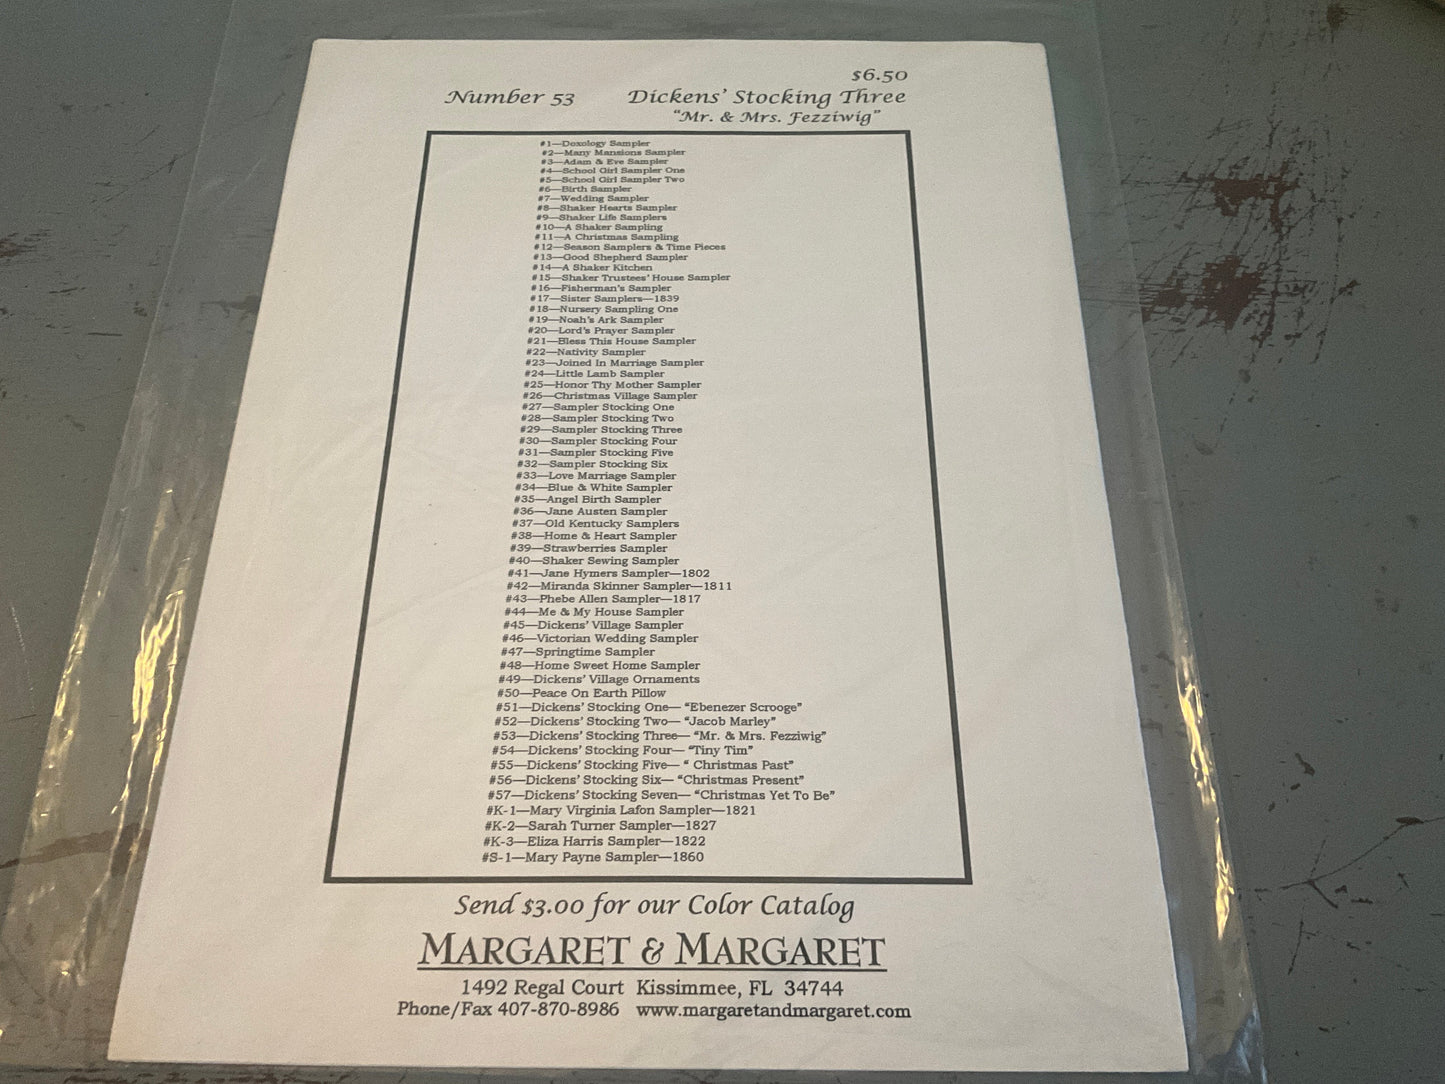 $6.50
Number 53 Dickens' Stocking Three
"Mr. & Mrs. Fezziwig"
#1—Doxology Sampler
#2—Many Mansions Sampler
#3—Adam & Eve Sampler
#4—School Girl Sampler One
#5—School Girl Sampler Two
#6—Birth Sampler
#7—Wedding Sampler
#8—Shaker Hearts Sampler
#9—Shaker Life Samplers
#10—A Shaker Sampling
#11—A Christmas Sampling
#12—Season Samplers & Time Pieces
#13—Good Shepherd Sampler
#14—A Shaker Kitchen
#15—Shaker Trustees' House Sampler
#16—Fisherman's Sampler
#17—Sister Samplers—1839
#18—Nursery Sampling One
#19—Noah's Ark Sampler
#20—Lord's Prayer Sampler
#21—Bless This House Sampler
#22—Nativity Sampler
#23—Joined In Marriage Sampler
#24—Little Lamb Sampler
#25—Honor Thy Mother Sampler
#26—Christmas Village Sampler
#27—Sampler Stocking One
#28—Sampler Stocking Two
#29—Sampler Stocking Three
#30—Sampler Stocking Four
#31—Sampler Stocking Five
#32—Sampler Stocking Six
#33—Love Marriage Sampler
#34—Blue & White Sampler
#35—Angel Birth Sampler
#36—Jane Austen Sampler
#37—Old Kentucky Samplers
#38—Home & Heart Sampler
#39—Strawberries Sampler
#40—Shaker Sewing Sampler
#41—Jane Hymers Sampler—1802
#42—Miranda Skinner Sampler—1811
#43—Phebe Allen Sampler—1817
#44—Me & My House Sampler
#45—Dickens' Village Sampler
#46—Victorian Wedding Sampler
#47—Springtime Sampler
#48—Home Sweet Home Sampler
#49—Dickens' Village Ornaments
#50—Peace On Earth Pillow
#51—Dickens' Stocking One— "Ebenezer Scrooge"
#52—Dickens' Stocking Two— "Jacob Marley"
#53—Dickens' Stocking Three— "Mr. & Mrs. Fezziwig"
#54—Dickens' Stocking Four— "Tiny Tim"
#55—Dickens' Stocking Five— " Christmas Past"
#56—Dickens' Stocking Six— "Christmas Present"
#57—Dickens' Stocking Seven— "Christmas Yet To Be"
#K-1—Mary Virginia Lafon Sampler—1821
#K-2—Sarah Turner Sampler—1827
#K-3—Eliza Harris Sampler—1822
#S-1—Mary Payne Sampler—1860
Send $3.00 for our Color Catalog
MARGARET & MARGARET
1492 Regal Court Kissimmee, FL 34744
Phone/Fax 407-870-8986 www.margaretandmargaret.com